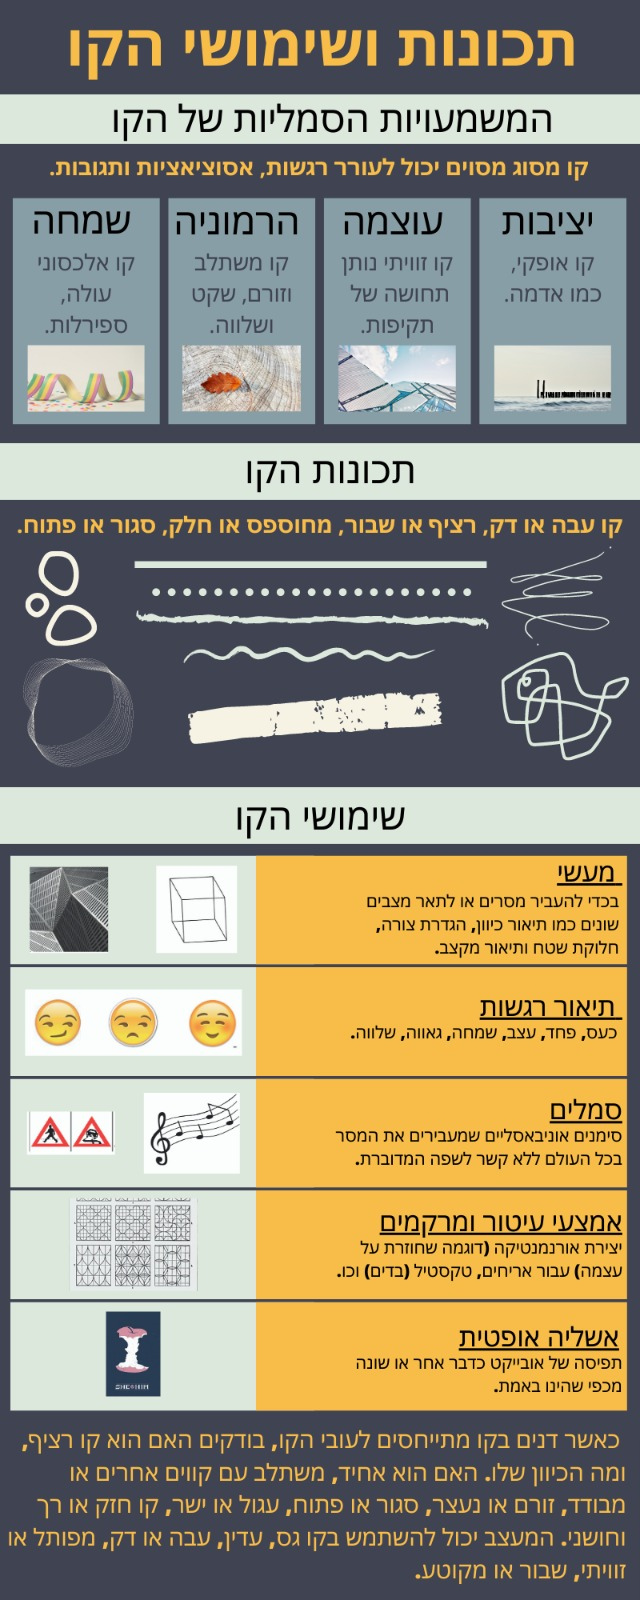 תכונות ושימושי הקו
המשמעויות הסמליות של הקו
קו מסוג מסוים יכול לעורר רגשות, אסוציאציות ותגובות.
יציבות
קו אופקי,
כמו אדמה.
עוצמה
קו זוויתי נותן
תחושה של
תקיפות.
הרמוניה
קו משתלב
וזורם, שקט
ושלווה.
שמחה
קו אלכסוני
עולה,
ספירלות.
תכונות הקו
קו עבה או דק, רציף או שבור, מחוספס או חלק, סגור או פתוח.
שימושי הקו
מעשי
בכדי להעביר מסרים או לתאר מצבים
שונים כמו תיאור כיוון, הגדרת צורה,
חלוקת שטח ותיאור מקצב.
תיאור רגשות
כעס, פחד, עצב, שמחה, גאווה, שלווה.
סמלים
סימנים אוניבאסליים שמעבירים את המסר
בכל העולם ללא קשר לשפה המדוברת.
אמצעי עיטור ומרקמים
יצירת אורנמנטיקה (דוגמה שחוזרת על
עצמה) עבור אריחים, טקסטיל (בדים) וכו.
אשליה אופטית
תפיסה של אובייקט כדבר אחר או שונה
מכפי שהינו באמת.
כאשר דנים בקו מתייחסים לעובי הקו, בודקים האם הוא קו רציף,
ומה הכיוון שלו. האם הוא אחיד, משתלב עם קווים אחרים או
מבודד, זורם או נעצר, סגור או פתוח, עגול או ישר, קו חזק או רך
וחושני. המעצב יכול להשתמש בקו גס, עדין, עבה או דק, מפותל או
זוויתי, שבור או מקוטע.